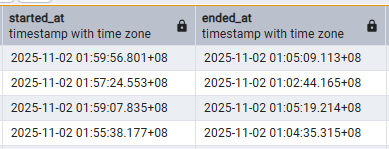 started_at ended_at
timestamp with time zone timestamp with time zone
2025-11-02 01:59:56.801+08 2025-11-02 01:05:09.113+08
2025-11-02 01:57:24.553+08 2025-11-02 01:02:44.165+08
2025-11-02 01:59:07.835+08 2025-11-02 01:05:19.214+08
2025-11-02 01:55:38.177+08 2025-11-02 01:04:35.315+08